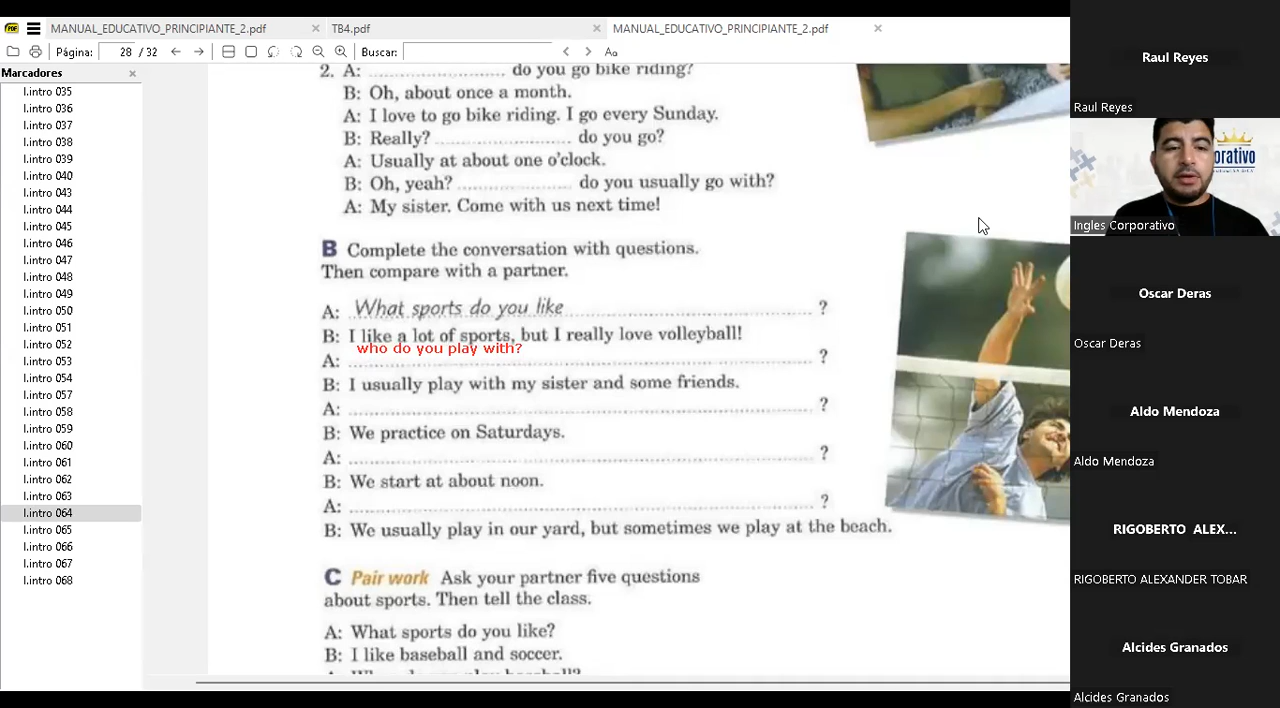 MANUAL_EDUCATIVO_PRINCIPIANTE_2.pdf
TB4.pdf
MANUAL_EDUCATIVO_PRINCIPIANTE_2.pdf
Página: 28 / 32
Buscar:
Marcadores
I.intro 035
I.intro 036
I.intro 037
I.intro 038
I.intro 039
I.intro 040
I.intro 043
I.intro 044
I.intro 045
I.intro 046
I.intro 047
I.intro 048
I.intro 049
I.intro 050
I.intro 051
I.intro 052
I.intro 053
I.intro 054
I.intro 057
I.intro 058
I.intro 059
I.intro 060
I.intro 061
I.intro 062
I.intro 063
I.intro 064
I.intro 065
I.intro 066
I.intro 067
I.intro 068
2. A: ........................ do you go bike riding?
B: Oh, about once a month.
A: I love to go bike riding. I go every Sunday.
B: Really? ........................ do you go?
A: Usually at about one o'clock.
B: Oh, yeah? ........................ do you usually go with?
A: My sister. Come with us next time!
B Complete the conversation with questions.
Then compare with a partner.
A: What sports do you like ........................ ?
B: I like a lot of sports, but I really love volleyball!
who do you play with?
A: ........................ ?
B: I usually play with my sister and some friends.
A: ........................ ?
B: We practice on Saturdays.
A: ........................ ?
B: We start at about noon.
A: ........................ ?
B: We usually play in our yard, but sometimes we play at the beach.
C Pair work Ask your partner five questions
about sports. Then tell the class.
A: What sports do you like?
B: I like baseball and soccer.
Raul Reyes
Raul Reyes
orativo
Ingles Corporativo
Oscar Deras
Oscar Deras
Aldo Mendoza
Aldo Mendoza
RIGOBERTO ALEX...
RIGOBERTO ALEXANDER TOBAR
Alcides Granados
Alcides Granados